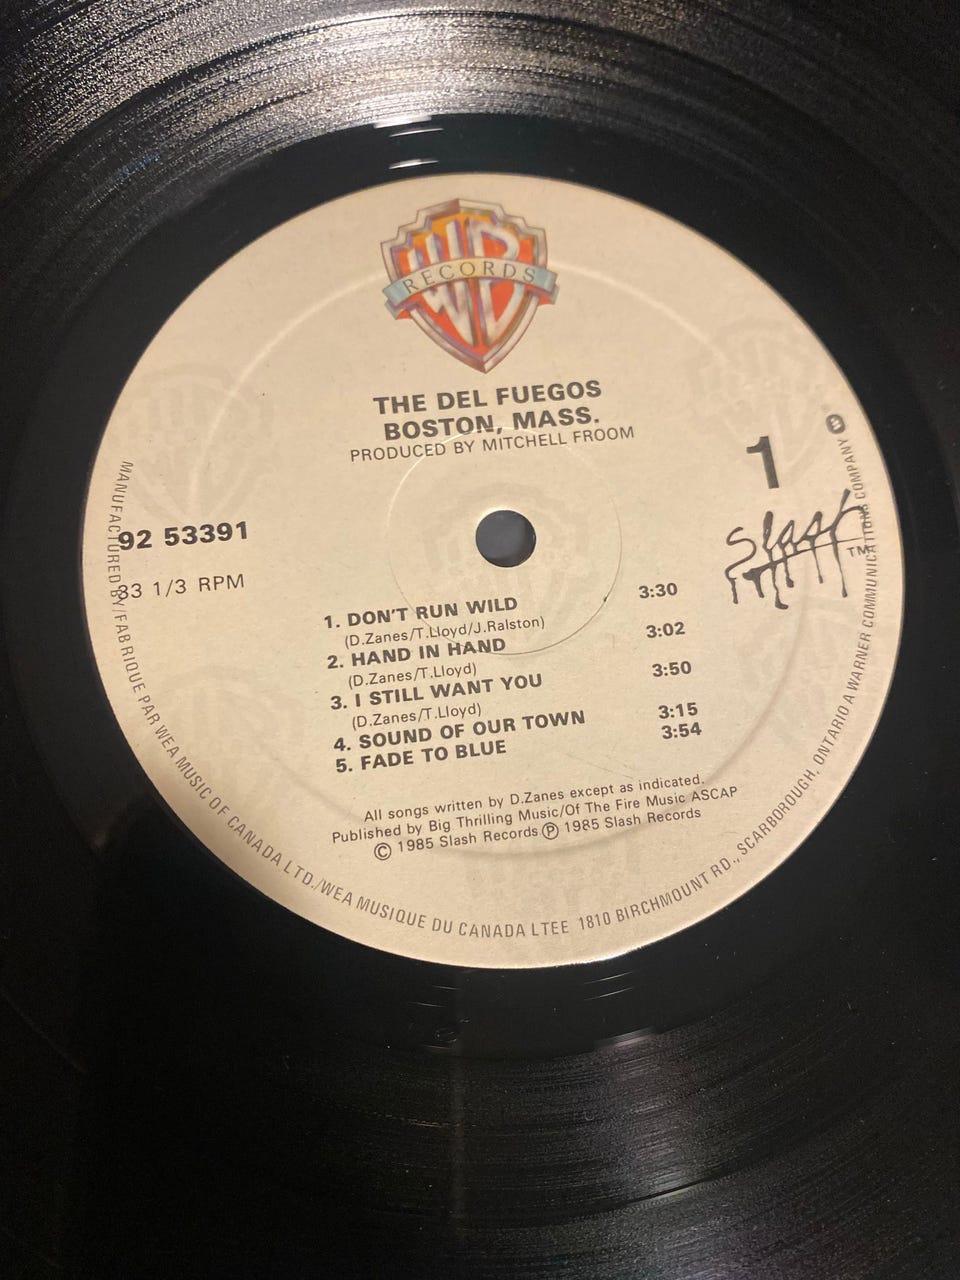 WB
RECORDS
THE DEL FUEGOS
BOSTON, MASS.
PRODUCED BY MITCHELL FROOM
1
Slash
TM
92 53391
33 1/3 RPM
1. DON'T RUN WILD 3:30
(D.Zanes/T.Lloyd/J.Ralston)
2. HAND IN HAND 3:02
(D.Zanes/T.Lloyd)
3. I STILL WANT YOU 3:50
(D.Zanes/T.Lloyd)
4. SOUND OF OUR TOWN 3:15
5. FADE TO BLUE 3:54
All songs written by D.Zanes except as indicated.
Published by Big Thrilling Music/Of The Fire Music ASCAP
© 1985 Slash Records ℗ 1985 Slash Records
MANUFACTURED BY/FABRIQUE PAR WEA MUSIC OF CANADA LTD./WEA MUSIQUE DU CANADA LTEE 1810 BIRCHMOUNT RD., SCARBOROUGH, ONTARIO A WARNER COMMUNICATIONS COMPANY